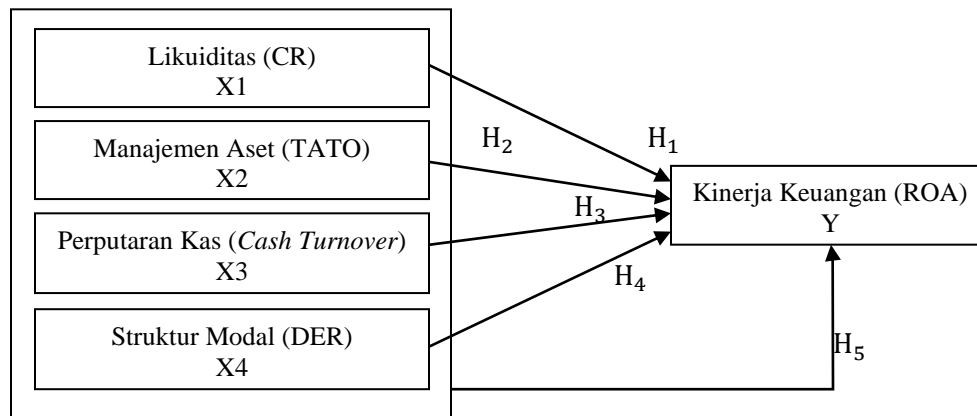 Likuiditas (CR)
X1
Manajemen Aset (TATO)
X2
Perputaran Kas (Cash Turnover)
X3
Struktur Modal (DER)
X4
H₁
H₂
H₃
H₄
H₅
Kinerja Keuangan (ROA)
Y